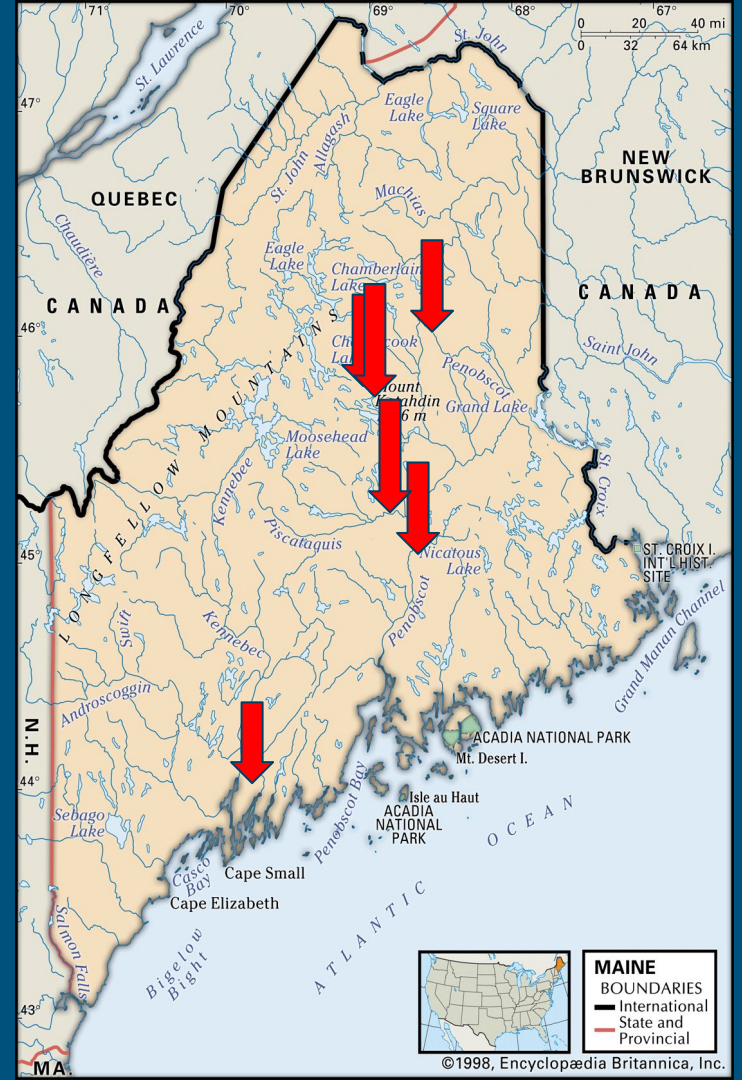 71°
70
69°
68°
67°
0 20 40 mi
0 32 64 km
St. Lawrence
St. John
47°
Eagle
Lake
Square
Lake
Allagash
St. John
NEW
BRUNSWICK
QUEBEC
Machias
Chaudière
Eagle
Lake
Chamberlain
Lake
CANADA
CANADA
46°
Saint John
Penobscot
Grand Lake
6 m
Moosehead
Lake
LONGFELLOW MOUNTAINS
Kennebec
St. Croix
Piscataquis
45°
Nicatous
Lake
ST. CROIX I.
INT'L HIST.
SITE
Penobscot
Swift
Kennebec
Grand Manan Channel
Androscoggin
N.H.
ACADIA NATIONAL PARK
Mt. Desert I.
44°
Isle au Haut
ACADIA
NATIONAL
PARK
Penobscot Bay
Sebago
Lake
ATLANTIC OCEAN
Casco
Bay
Cape Small
Cape Elizabeth
Salmon Falls
Bigelow
Bight
43°
MA.
MAINE
BOUNDARIES
International
State and
Provincial
©1998, Encyclopædia Britannica, Inc.